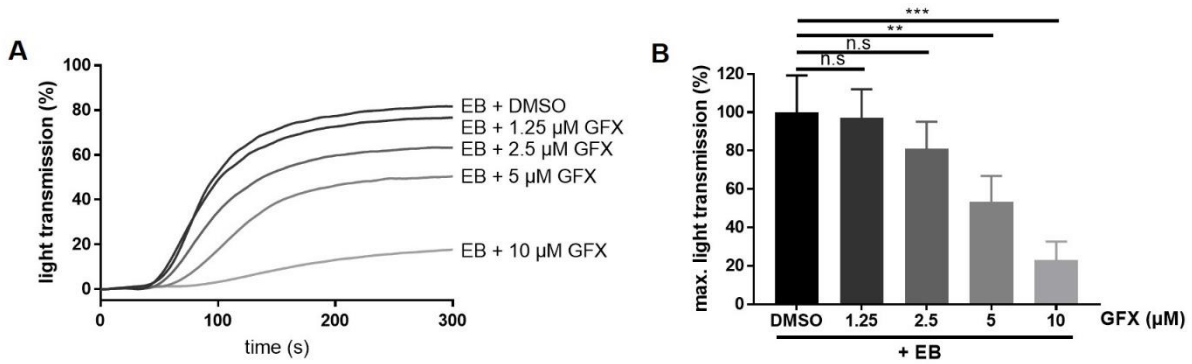 A
light transmission (%)
100
80
60
40
20
0
0
100
200
300
time (s)
EB + DMSO
EB + 1.25 µM GFX
EB + 2.5 µM GFX
EB + 5 µM GFX
EB + 10 µM GFX
B
***
**
n.s
n.s
max. light transmission (%)
120
100
80
60
40
20
0
DMSO 1.25 2.5 5 10 GFX (µM)
+ EB